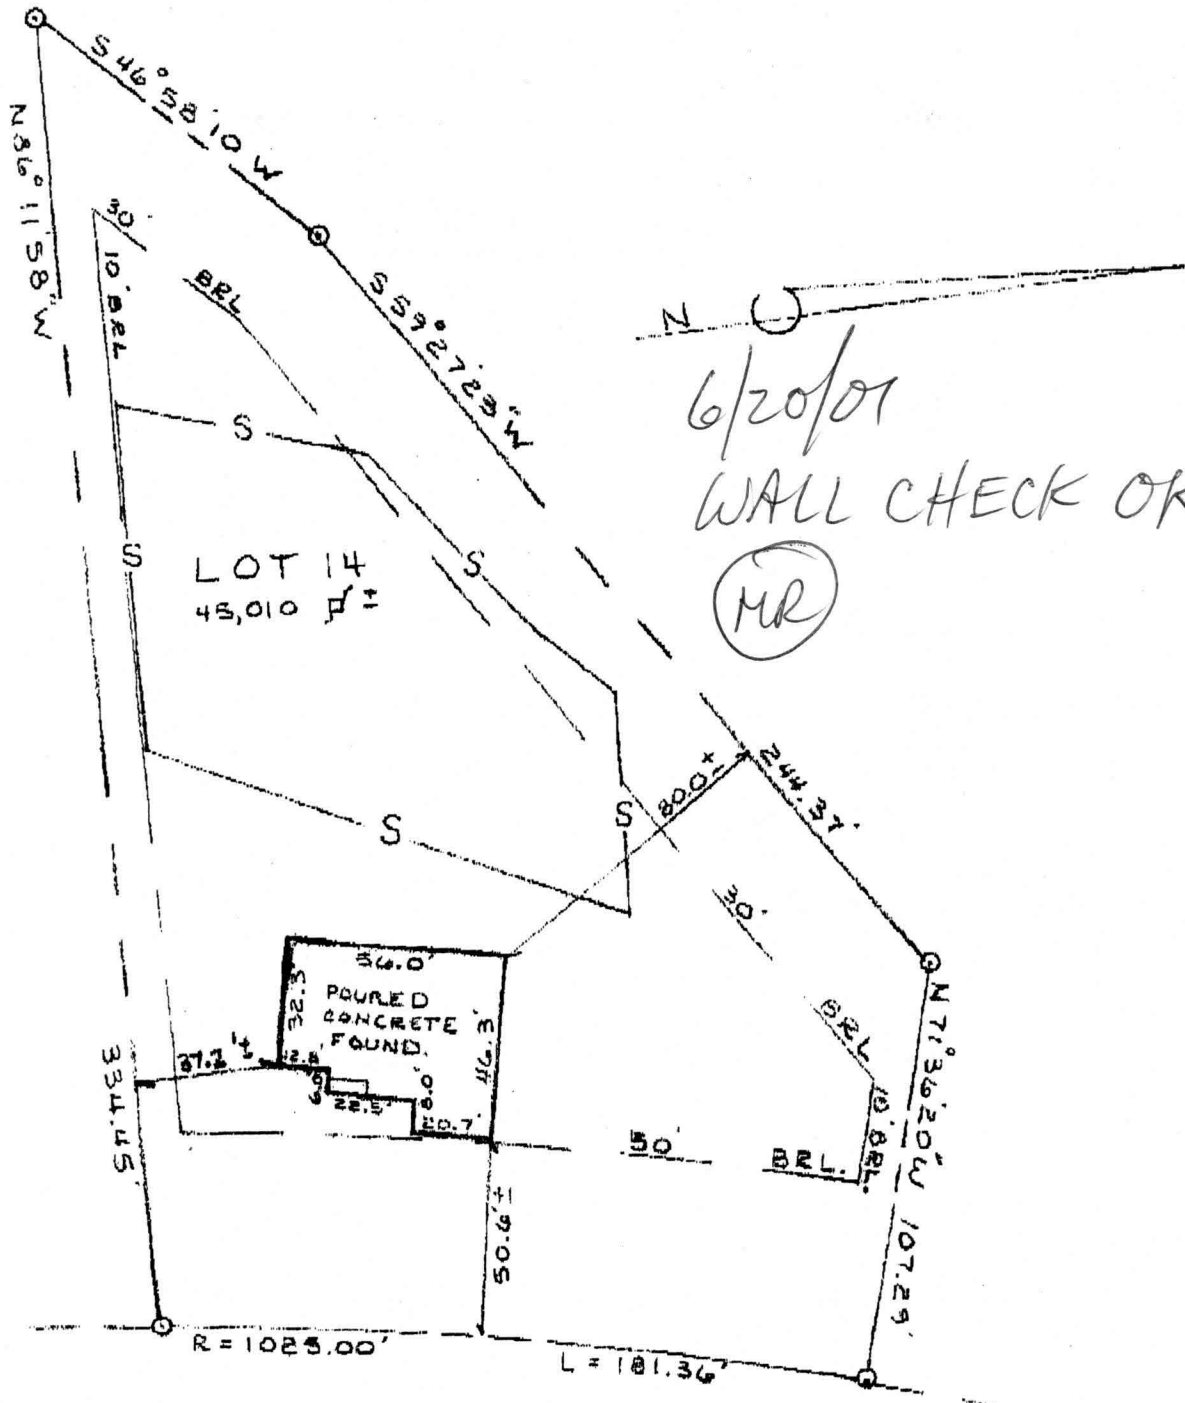 S 46° 58' 10 W
N 86° 11' 58" W
30'
10' BRL
BRL
S 59° 27' 23" W
N
6/20/01
WALL CHECK OK
MR
S
S
S
LOT 14
45,010 ±
80.0±
244.37'
S
S
30'
56.0'
32.3'
POURED
CONCRETE
FOUND.
46.3'
BRL
N 71° 36' 20" W 107.29'
37.2'±
12.8'
6.0'
22.5'
8.0'
20.7'
334.45'
50'
BRL.
10' BRL.
50.6'±
R = 1025.00'
L = 181.36'